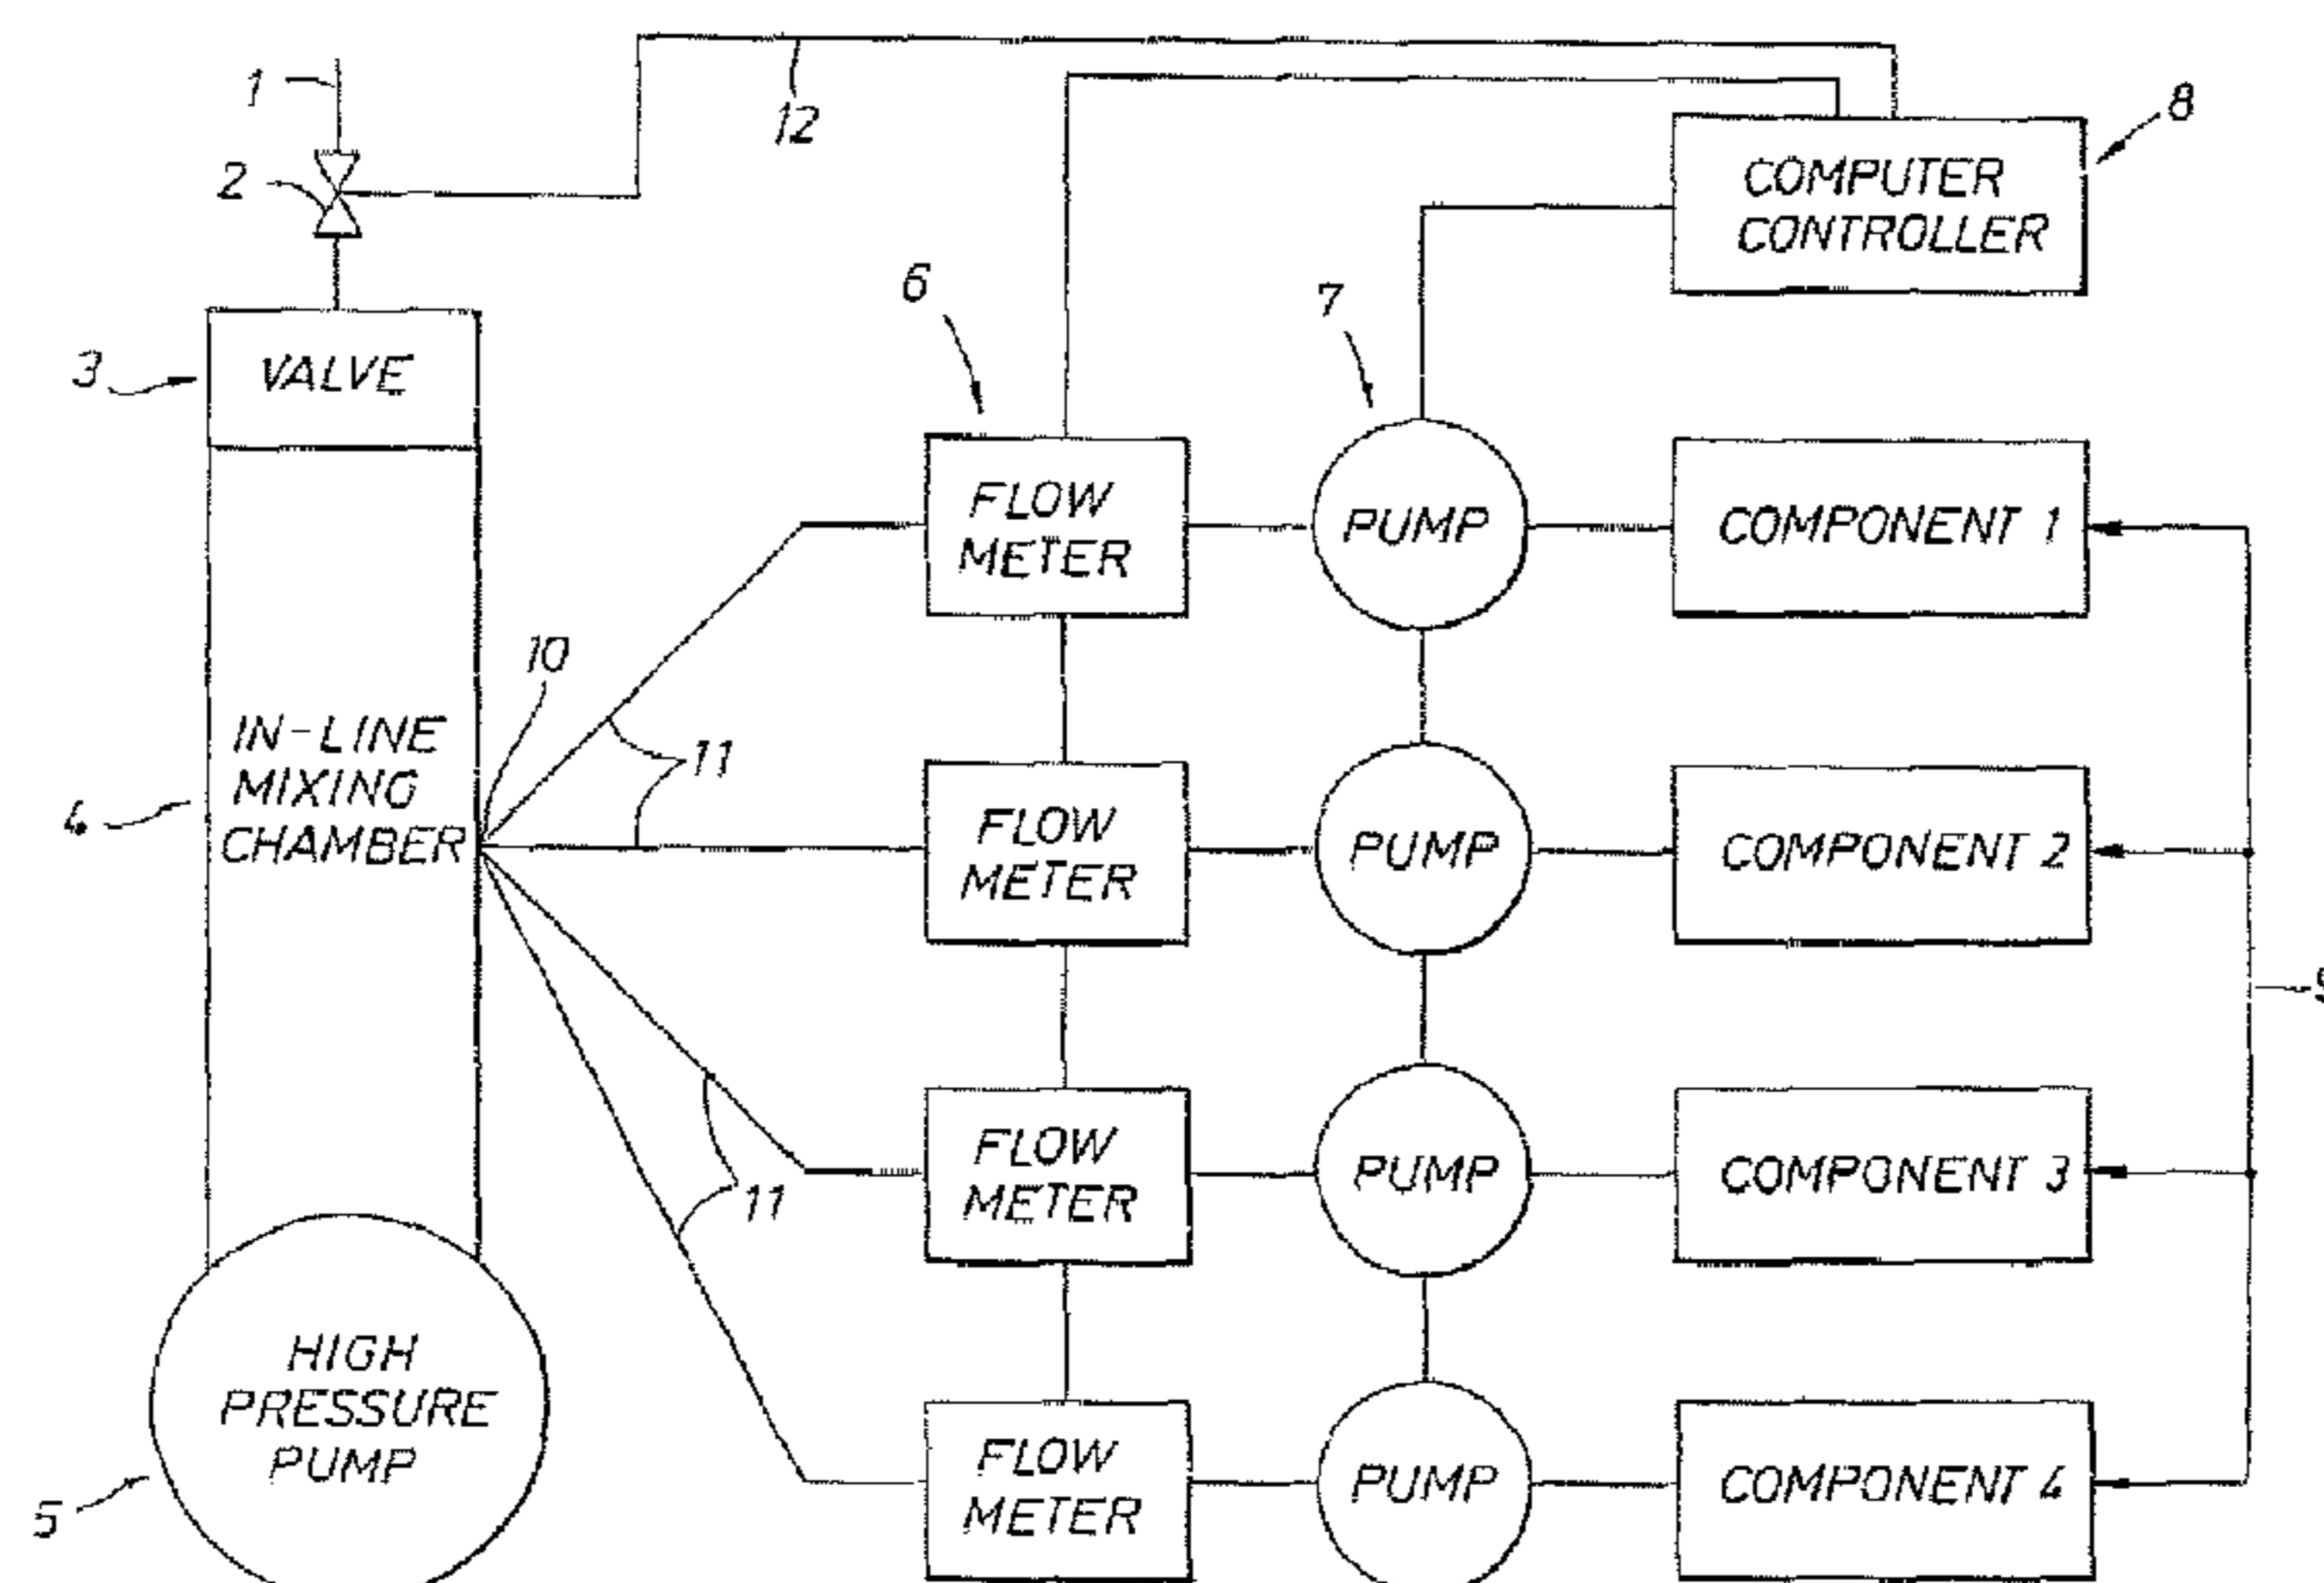 1
12
8
2
COMPUTER
CONTROLLER
6
7
3
VALVE
FLOW
METER
PUMP
COMPONENT 1
10
IN-LINE
MIXING
CHAMBER
11
4
FLOW
METER
PUMP
COMPONENT 2
FLOW
METER
PUMP
COMPONENT 3
11
HIGH
PRESSURE
PUMP
5
FLOW
METER
PUMP
COMPONENT 4